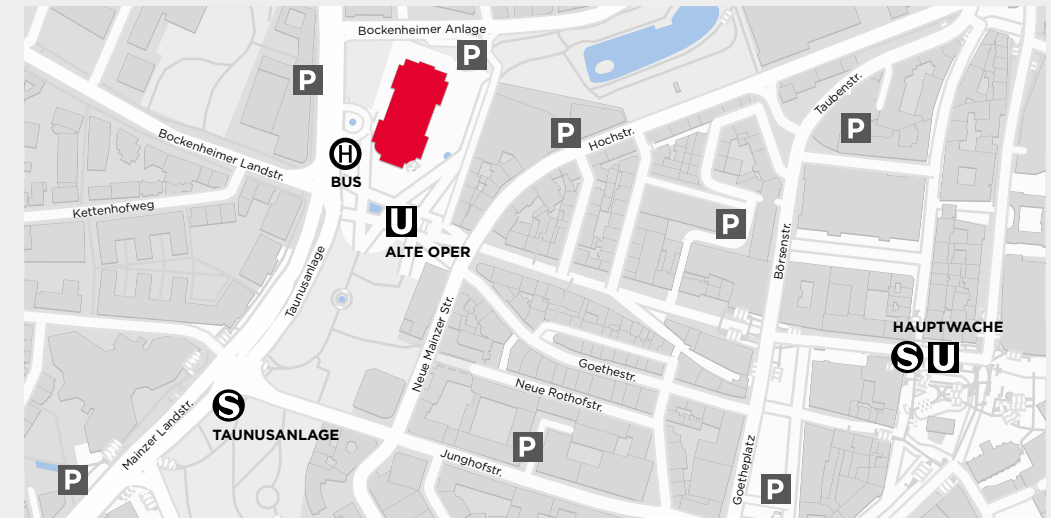 Bockenheimer Anlage
P
P
Taubenstr.
P
P
Hochstr.
Bockenheimer Landstr.
H
BUS
Kettenhofweg
U
ALTE OPER
P
Börsenstr.
Taunusanlage
Neue Mainzer Str.
HAUPTWACHE
S U
Goethestr.
Neue Rothofstr.
S
TAUNUSANLAGE
Mainzer Landstr.
P
Junghofstr.
Goetheplatz
P
P